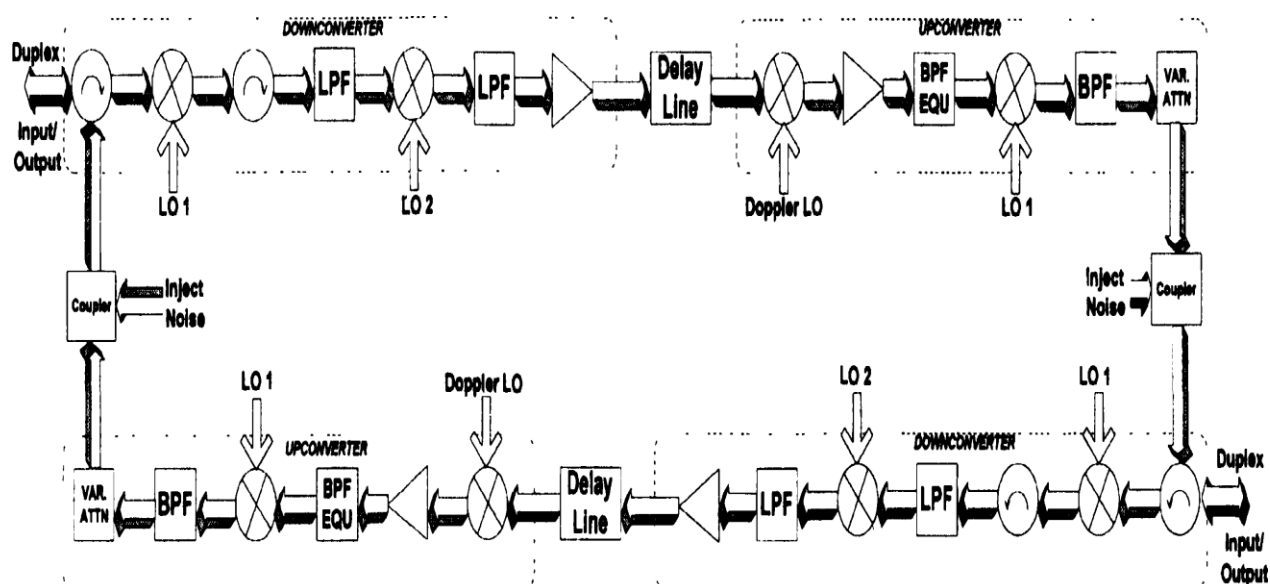 DOWNCONVERTER
UPCONVERTER
Duplex
LPF
LPF
Delay
Line
BPF
EQU
BPF
VAR.
ATTN
Input/
Output
LO 1
LO 2
Doppler LO
LO 1
Coupler
Inject
Noise
Inject
Noise
Coupler
LO 1
Doppler LO
LO 2
LO 1
UPCONVERTER
DOWNCONVERTER
VAR.
ATTN
BPF
BPF
EQU
Delay
Line
LPF
LPF
Duplex
Input/
Output